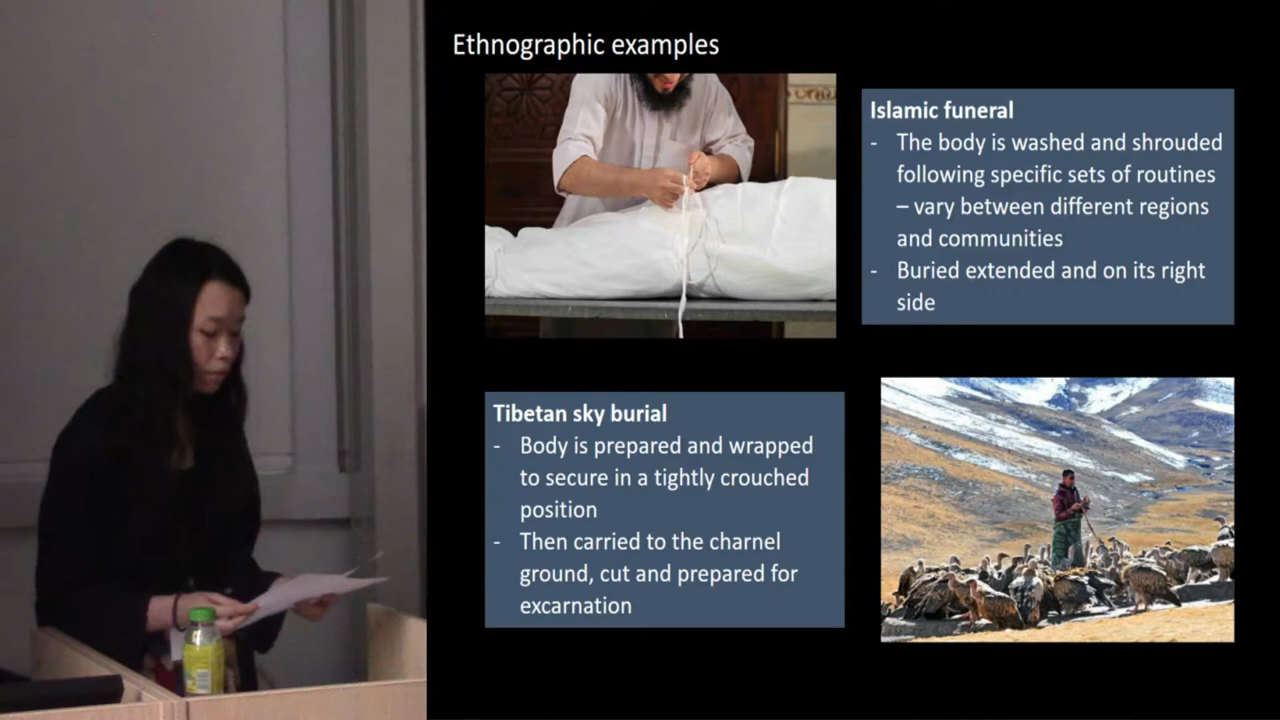 Ethnographic examples
Islamic funeral
- The body is washed and shrouded
following specific sets of routines
– vary between different regions
and communities
- Buried extended and on its right
side
Tibetan sky burial
- Body is prepared and wrapped
to secure in a tightly crouched
position
- Then carried to the charnel
ground, cut and prepared for
excarnation